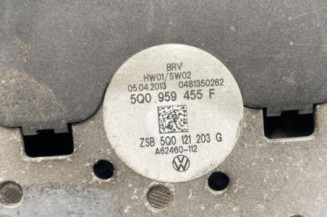 BRV
HW01/SW02
05.04.2013 0481350262
5Q0 959 455 F
ZSB 5Q0 121 203 G
A62460-112